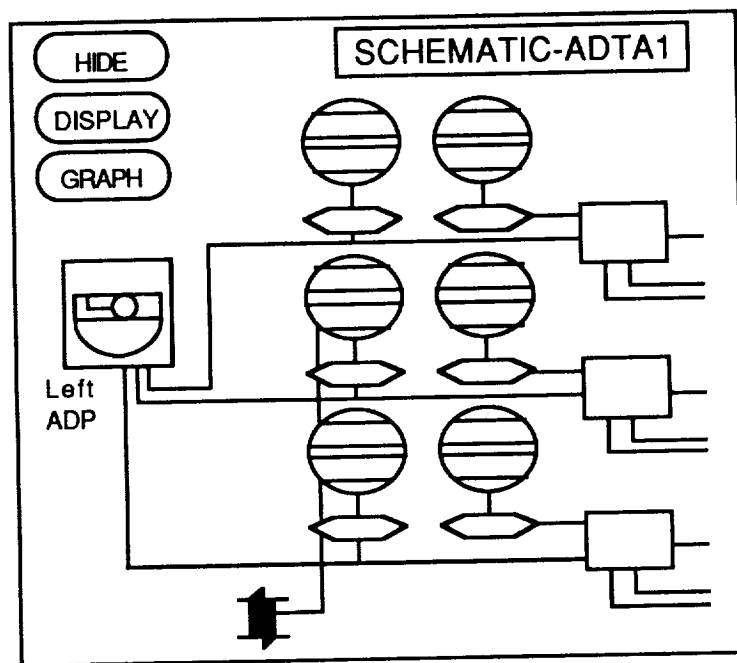 HIDE
SCHEMATIC-ADTA1
DISPLAY
GRAPH
Left
ADP